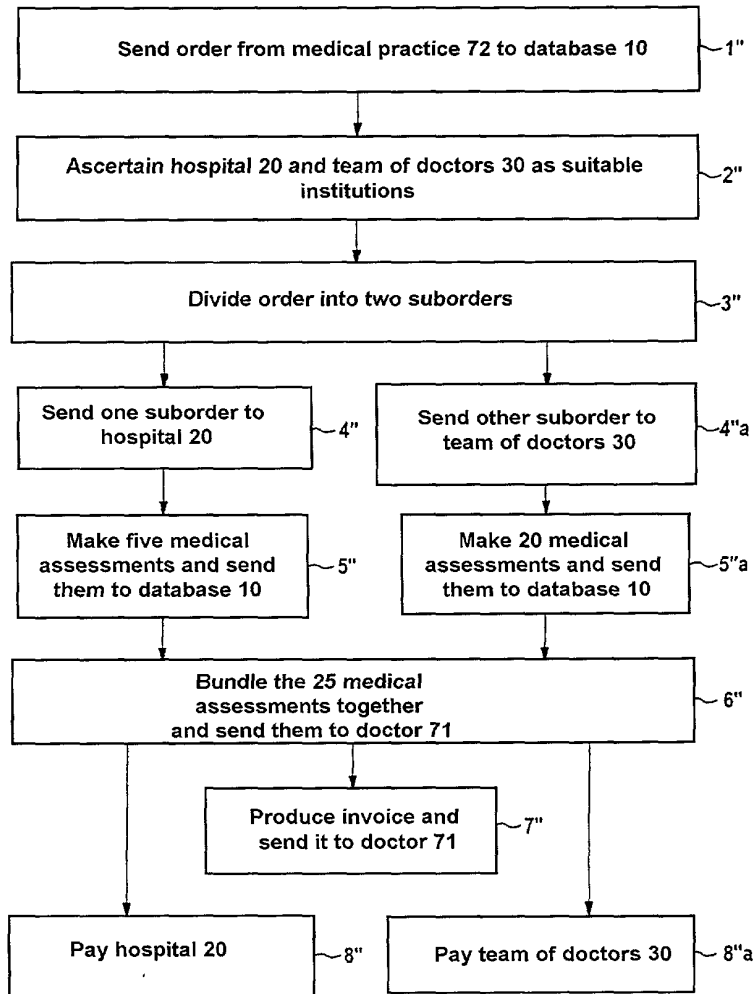 Send order from medical practice 72 to database 10
1"
Ascertain hospital 20 and team of doctors 30 as suitable
institutions
2"
Divide order into two suborders
3"
Send one suborder to
hospital 20
4"
Send other suborder to
team of doctors 30
4"a
Make five medical
assessments and send
them to database 10
5"
Make 20 medical
assessments and send
them to database 10
5"a
Bundle the 25 medical
assessments together
and send them to doctor 71
6"
Produce invoice and
send it to doctor 71
7"
Pay hospital 20
8"
Pay team of doctors 30
8"a